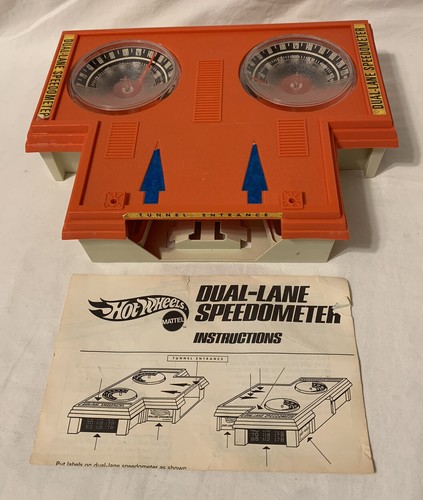 DUAL-LANE SPEEDOMETER
DUAL-LANE SPEEDOMETER
TUNNEL ENTRANCE
HOT WHEELS
MATTEL
DUAL-LANE
SPEEDOMETER
INSTRUCTIONS
TUNNEL ENTRANCE
Put labels on dual-lane speedometer as shown